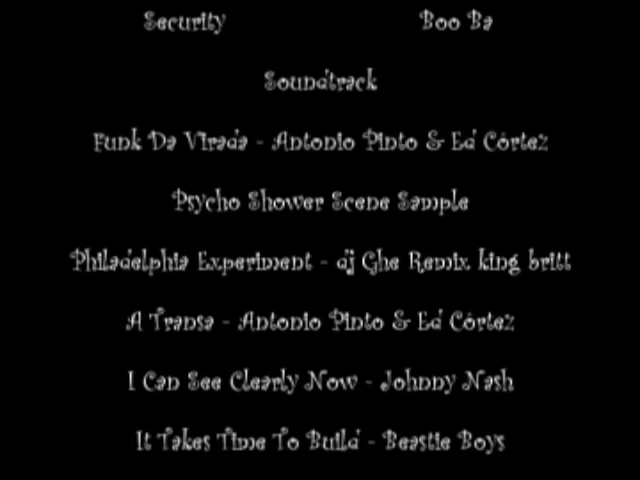 Security Boo Ba
Soundtrack
Funk Da Virada - Antonio Pinto & Ed Côrtez
Psycho Shower Scene Sample
Philadelphia Experiment - dj Ghe Remix king britt
A Transa - Antonio Pinto & Ed Côrtez
I Can See Clearly Now - Johnny Nash
It Takes Time To Build - Beastie Boys